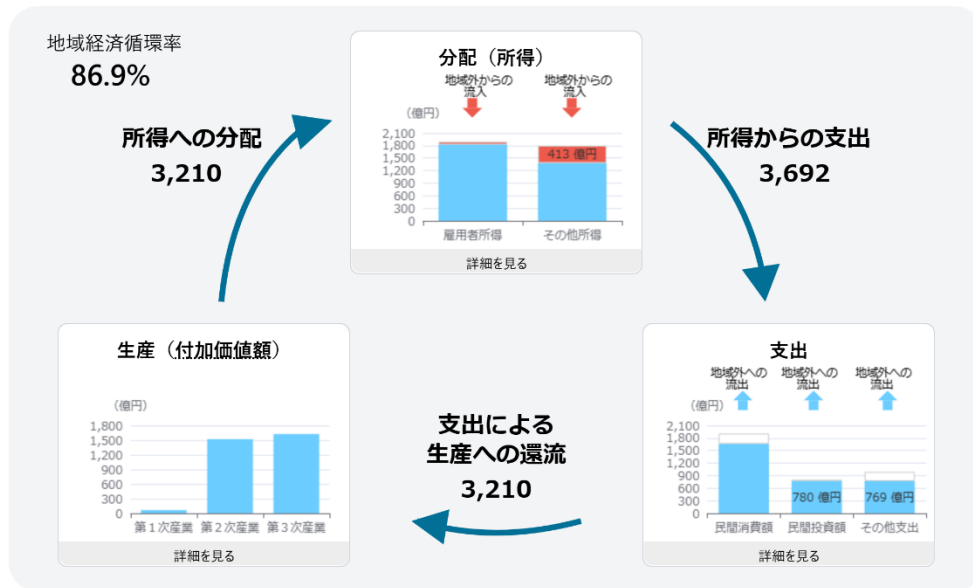 地域経済循環率
86.9%
分配（所得）
地域外からの
流入
地域外からの
流入
（億円）
2,100
1,800
1,500
1,200
900
600
300
0
413 億円
雇用者所得
その他所得
詳細を見る
所得への分配
3,210
所得からの支出
3,692
生産（付加価値額）
（億円）
1,800
1,500
1,200
900
600
300
0
第１次産業
第２次産業
第３次産業
詳細を見る
支出による
生産への還流
3,210
支出
地域外への
流出
地域外への
流出
地域外への
流出
（億円）
2,100
1,800
1,500
1,200
900
600
300
0
780 億円
769 億円
民間消費額
民間投資額
その他支出
詳細を見る